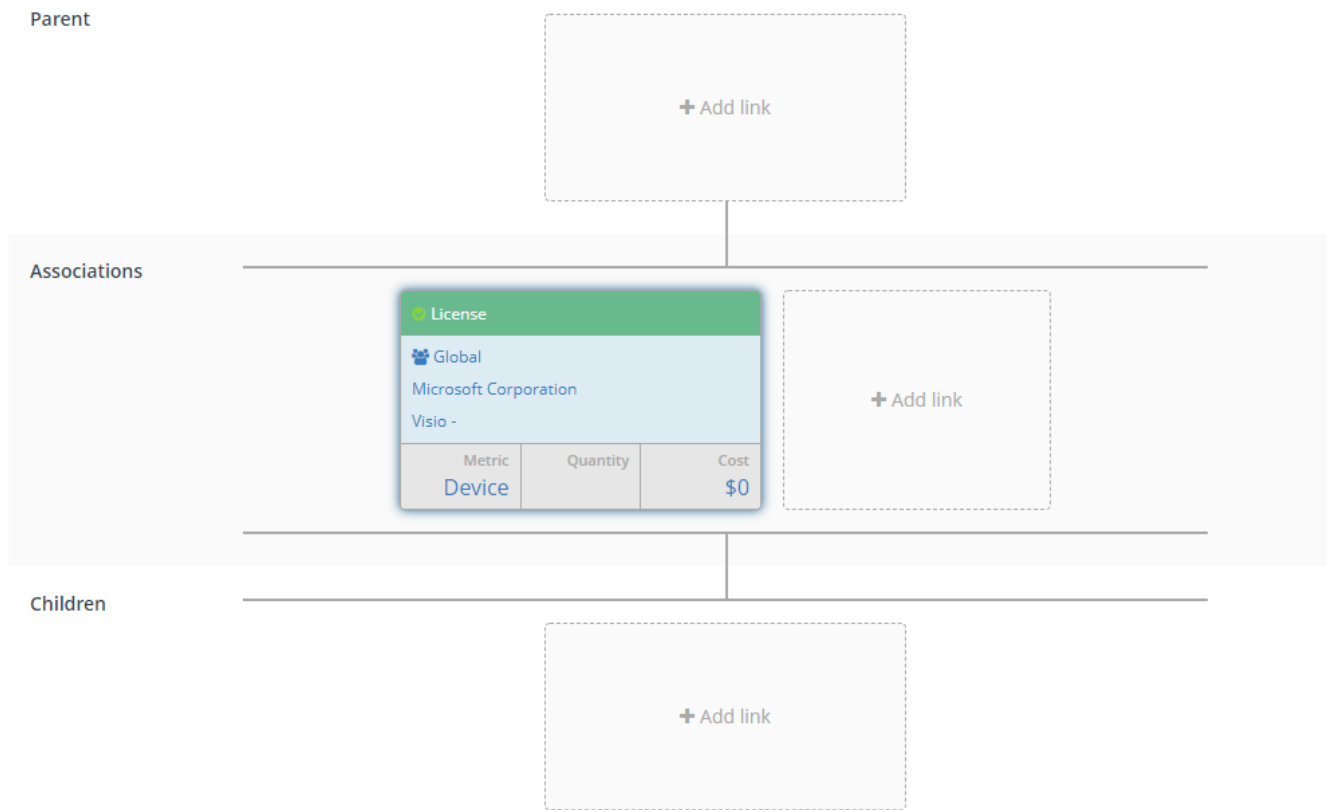 Parent
+ Add link
Associations
License
Global
Microsoft Corporation
Visio -
Metric Quantity Cost
Device $0
+ Add link
Children
+ Add link